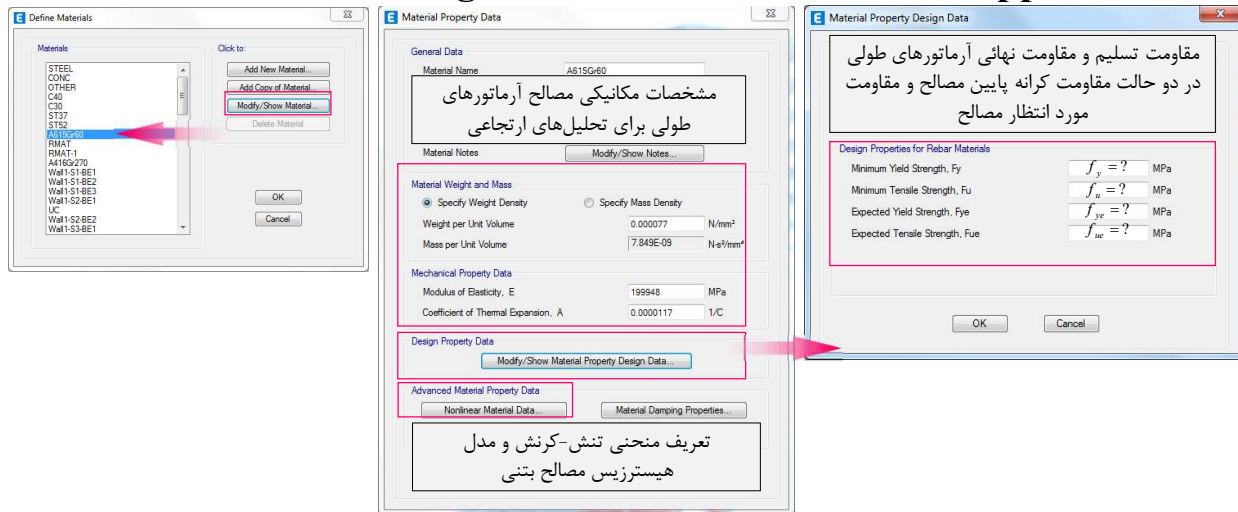 Define Materials
Materials
STEEL
CONC
OTHER
C40
C30
ST37
ST52
A615Gr60
RMAT
RMAT-1
A416Gr270
Wall1-S1-BE1
Wall1-S1-BE2
Wall1-S1-BE3
Wall1-S2-BE1
UC
Wall1-S2-BE2
Wall1-S3-BE1
Click to:
Add New Material...
Add Copy of Material...
Modify/Show Material...
Delete Material
OK
Cancel
Material Property Data
General Data
Material Name A615Gr60
مشخصات مکانیکی مصالح آرماتورهای
طولی برای تحلیل‌های ارتجاعی
Material Notes Modify/Show Notes...
Material Weight and Mass
Specify Weight Density Specify Mass Density
Weight per Unit Volume 0.000077 N/mm³
Mass per Unit Volume 7.849E-09 N-s²/mm⁴
Mechanical Property Data
Modulus of Elasticity, E 199948 MPa
Coefficient of Thermal Expansion, A 0.0000117 1/C
Design Property Data
Modify/Show Material Property Design Data...
Advanced Material Property Data
Nonlinear Material Data... Material Damping Properties...
تعریف منحنی تنش-کرنش و مدل
هیسترزیس مصالح بتنی
Material Property Design Data
مقاومت تسلیم و مقاومت نهائی آرماتورهای طولی
در دو حالت مقاومت کرانه پایین مصالح و مقاومت
مورد انتظار مصالح
Design Properties for Rebar Materials
Minimum Yield Strength, Fy f_y = ? MPa
Minimum Tensile Strength, Fu f_u = ? MPa
Expected Yield Strength, Fye f_ye = ? MPa
Expected Tensile Strength, Fue f_ue = ? MPa
OK Cancel